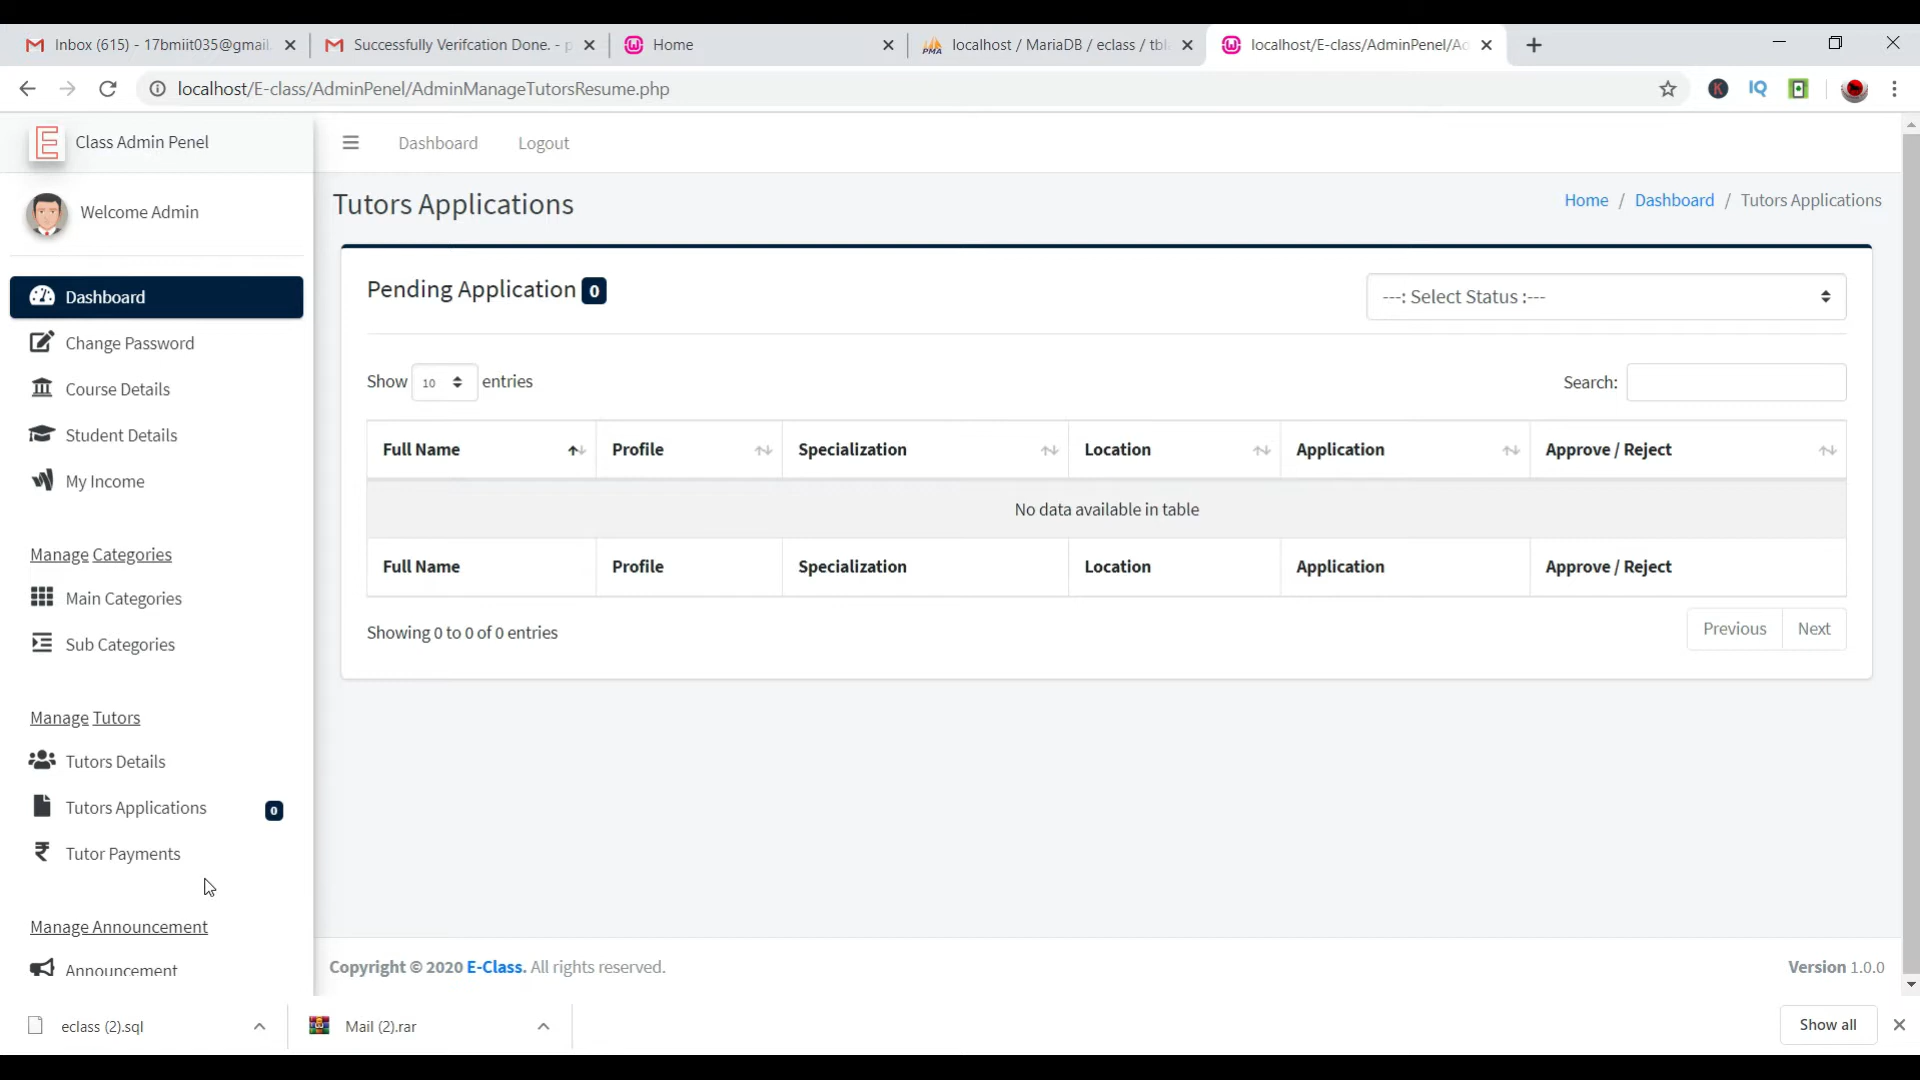 Inbox (615) - 17bmiit035@gmail.
Successfully Verifcation Done. - p
Home
localhost / MariaDB / eclass / tbl
localhost/E-class/AdminPenel/Ad
localhost/E-class/AdminPenel/AdminManageTutorsResume.php
K
IQ
E Class Admin Penel
Dashboard
Logout
Welcome Admin
Tutors Applications
Home / Dashboard / Tutors Applications
Dashboard
Change Password
Course Details
Student Details
My Income
Manage Categories
Main Categories
Sub Categories
Manage Tutors
Tutors Details
Tutors Applications 0
Tutor Payments
Manage Announcement
Announcement
Pending Application 0
---: Select Status :---
Show 10 entries
Search:
Full Name Profile Specialization Location Application Approve / Reject
No data available in table
Full Name Profile Specialization Location Application Approve / Reject
Showing 0 to 0 of 0 entries
Previous Next
Copyright © 2020 E-Class. All rights reserved.
Version 1.0.0
eclass (2).sql
Mail (2).rar
Show all